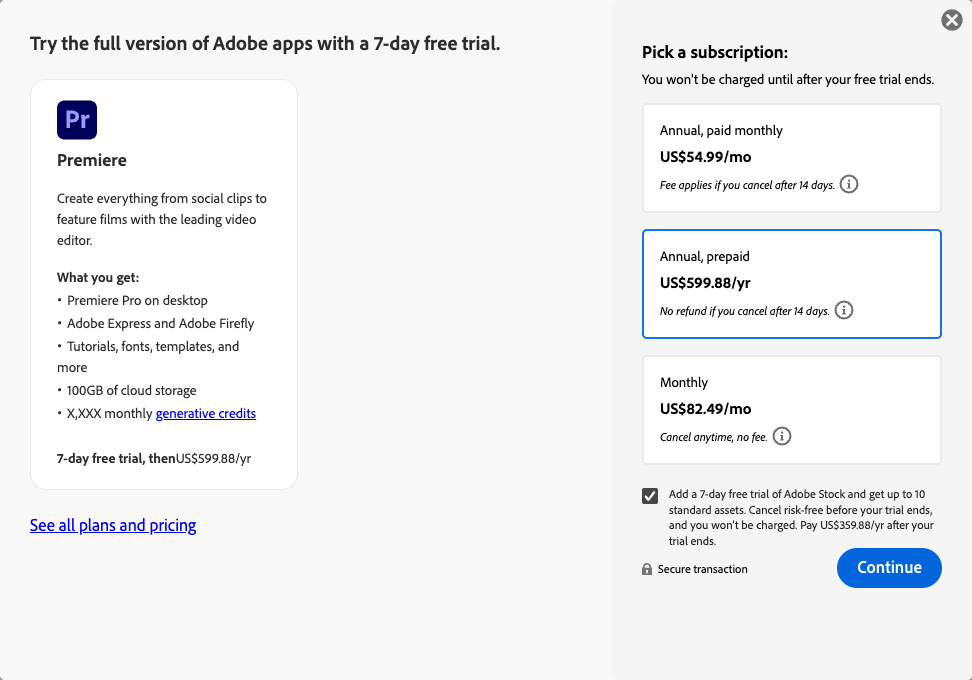 Try the full version of Adobe apps with a 7-day free trial.
Pr
Premiere
Create everything from social clips to
feature films with the leading video
editor.
What you get:
• Premiere Pro on desktop
• Adobe Express and Adobe Firefly
• Tutorials, fonts, templates, and
more
• 100GB of cloud storage
• X,XXX monthly generative credits
7-day free trial, thenUS$599.88/yr
See all plans and pricing
Pick a subscription:
You won't be charged until after your free trial ends.
Annual, paid monthly
US$54.99/mo
Fee applies if you cancel after 14 days.
Annual, prepaid
US$599.88/yr
No refund if you cancel after 14 days.
Monthly
US$82.49/mo
Cancel anytime, no fee.
Add a 7-day free trial of Adobe Stock and get up to 10
standard assets. Cancel risk-free before your trial ends,
and you won't be charged. Pay US$359.88/yr after your
trial ends.
Secure transaction
Continue